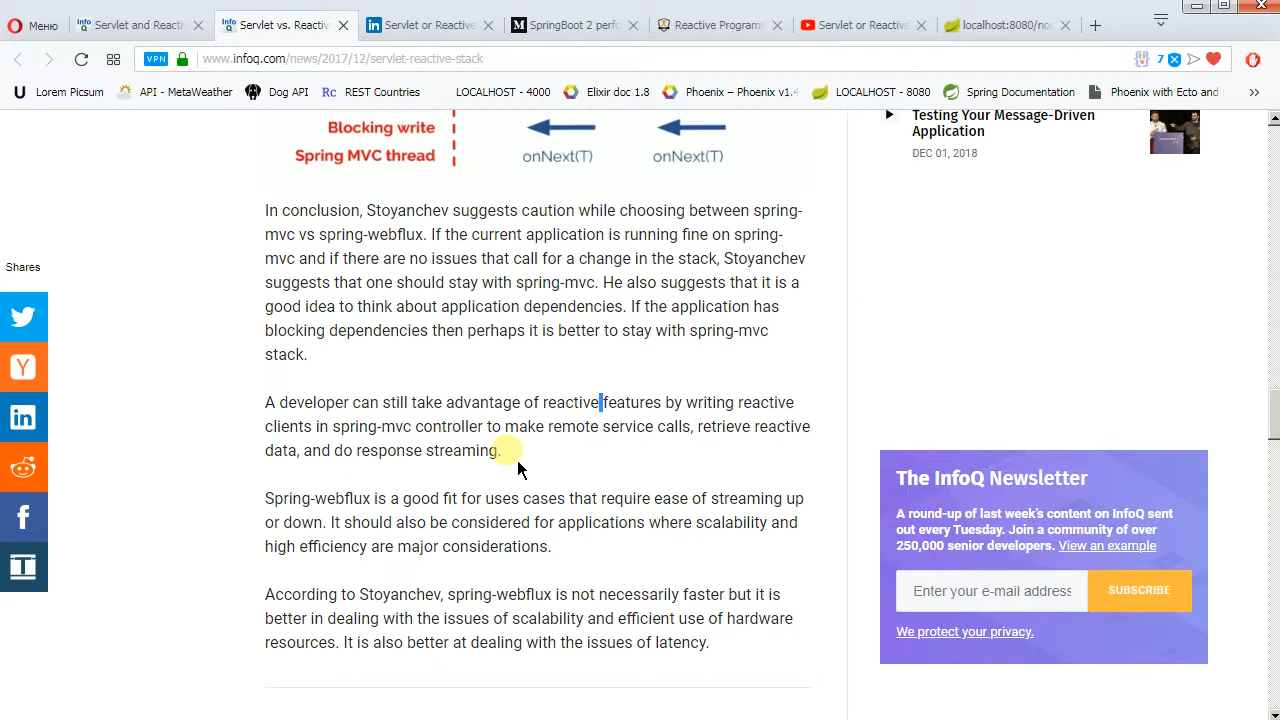 Меню
Servlet and Reacti
Servlet vs. Reactiv
Servlet or Reactive
SpringBoot 2 perfo
Reactive Programm
Servlet or Reactive
localhost:8080/no
VPN
www.infoq.com/news/2017/12/servlet-reactive-stack
7
Lorem Picsum
API - MetaWeather
Dog API
Rc REST Countries
LOCALHOST - 4000
Elixir doc 1.8
Phoenix – Phoenix v1.4
LOCALHOST - 8080
Spring Documentation
Phoenix with Ecto and
Blocking write
Spring MVC thread
onNext(T)
onNext(T)
In conclusion, Stoyanchev suggests caution while choosing between spring-
mvc vs spring-webflux. If the current application is running fine on spring-
mvc and if there are no issues that call for a change in the stack, Stoyanchev
suggests that one should stay with spring-mvc. He also suggests that it is a
good idea to think about application dependencies. If the application has
blocking dependencies then perhaps it is better to stay with spring-mvc
stack.
A developer can still take advantage of reactive features by writing reactive
clients in spring-mvc controller to make remote service calls, retrieve reactive
data, and do response streaming.
Spring-webflux is a good fit for uses cases that require ease of streaming up
or down. It should also be considered for applications where scalability and
high efficiency are major considerations.
According to Stoyanchev, spring-webflux is not necessarily faster but it is
better in dealing with the issues of scalability and efficient use of hardware
resources. It is also better at dealing with the issues of latency.
Shares
Testing Your Message-Driven
Application
DEC 01, 2018
The InfoQ Newsletter
A round-up of last week's content on InfoQ sent
out every Tuesday. Join a community of over
250,000 senior developers. View an example
Enter your e-mail address
SUBSCRIBE
We protect your privacy.